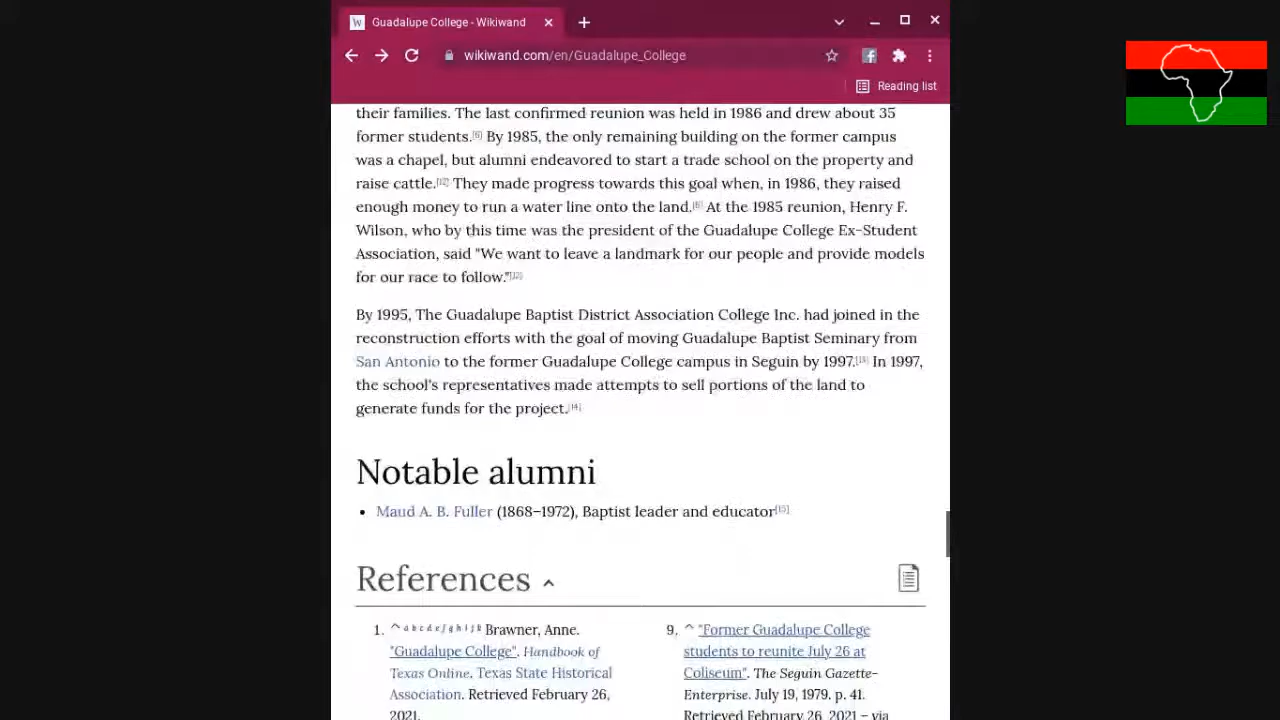 W Guadalupe College - Wikiwand
wikiwand.com/en/Guadalupe_College
Reading list
their families. The last confirmed reunion was held in 1986 and drew about 35
former students.[6] By 1985, the only remaining building on the former campus
was a chapel, but alumni endeavored to start a trade school on the property and
raise cattle.[12] They made progress towards this goal when, in 1986, they raised
enough money to run a water line onto the land.[6] At the 1985 reunion, Henry F.
Wilson, who by this time was the president of the Guadalupe College Ex-Student
Association, said "We want to leave a landmark for our people and provide models
for our race to follow."[12]
By 1995, The Guadalupe Baptist District Association College Inc. had joined in the
reconstruction efforts with the goal of moving Guadalupe Baptist Seminary from
San Antonio to the former Guadalupe College campus in Seguin by 1997.[13] In 1997,
the school's representatives made attempts to sell portions of the land to
generate funds for the project.[14]
Notable alumni
• Maud A. B. Fuller (1868–1972), Baptist leader and educator[15]
References
1. ^ a b c d e f g h i j k Brawner, Anne.
"Guadalupe College". Handbook of
Texas Online. Texas State Historical
Association. Retrieved February 26,
2021.
9. ^ "Former Guadalupe College
students to reunite July 26 at
Coliseum". The Seguin Gazette-
Enterprise. July 19, 1979. p. 41.
Retrieved February 26, 2021 – via